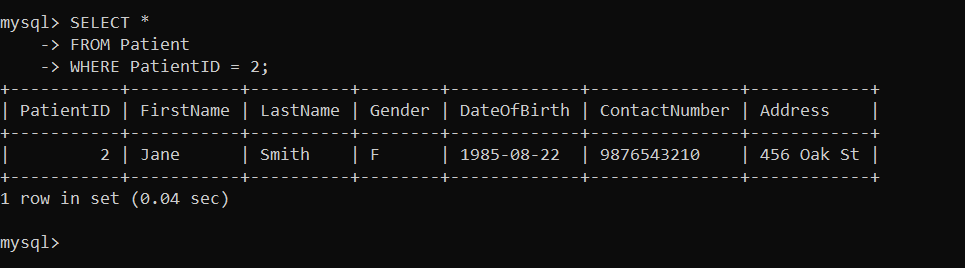 mysql> SELECT *
    -> FROM Patient
    -> WHERE PatientID = 2;
+-----------+-----------+----------+--------+-------------+---------------+------------+
| PatientID | FirstName | LastName | Gender | DateOfBirth | ContactNumber | Address    |
+-----------+-----------+----------+--------+-------------+---------------+------------+
|         2 | Jane      | Smith    | F      | 1985-08-22  | 9876543210    | 456 Oak St |
+-----------+-----------+----------+--------+-------------+---------------+------------+
1 row in set (0.04 sec)

mysql>